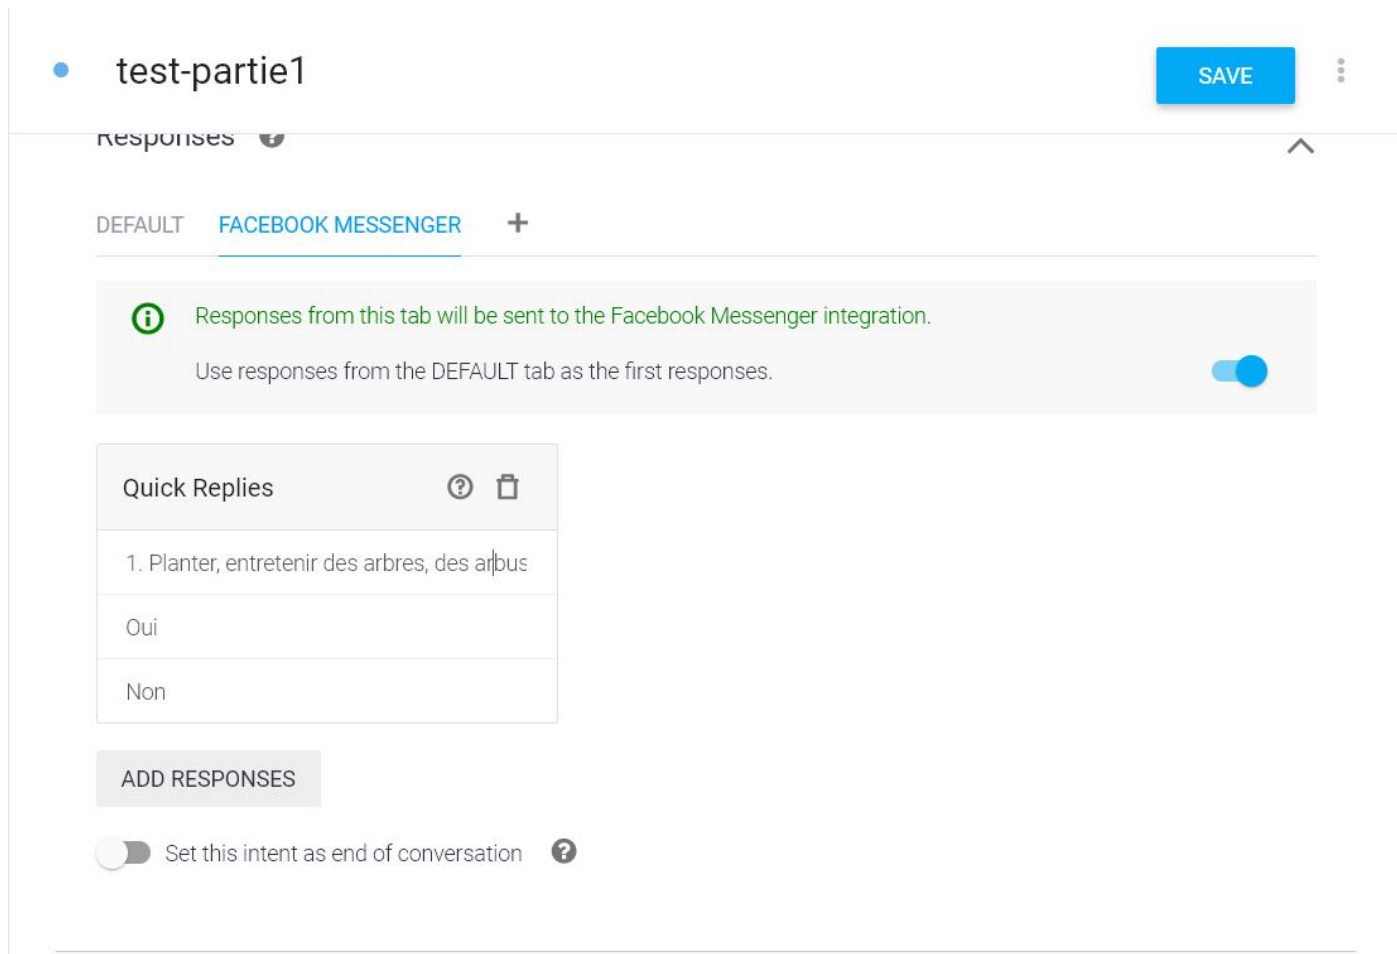 test-partie1
SAVE
Responses
DEFAULT FACEBOOK MESSENGER +
Responses from this tab will be sent to the Facebook Messenger integration.
Use responses from the DEFAULT tab as the first responses.
Quick Replies
1. Planter, entretenir des arbres, des arbus
Oui
Non
ADD RESPONSES
Set this intent as end of conversation